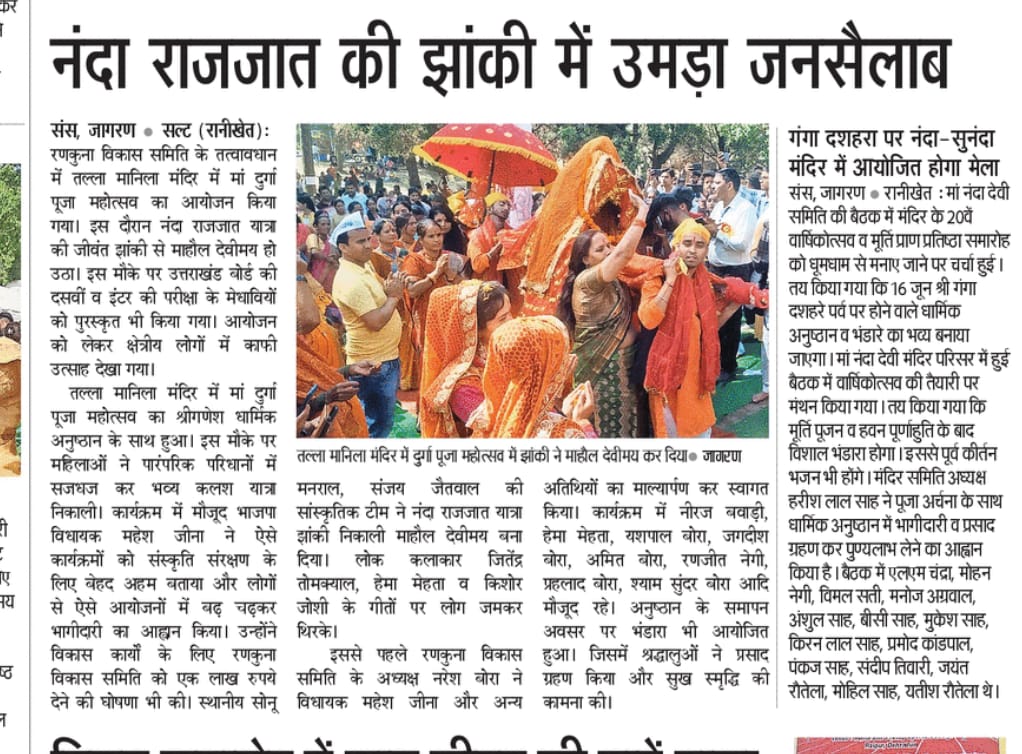 नंदा राजजात की झांकी में उमड़ा जनसैलाब
संस, जागरण ● सल्ट (रानीखेत):
रणकुना विकास समिति के तत्वावधान
में तल्ला मानिला मंदिर में मां दुर्गा
पूजा महोत्सव का आयोजन किया
गया। इस दौरान नंदा राजजात यात्रा
की जीवंत झांकी से माहौल देवीमय हो
उठा। इस मौके पर उत्तराखंड बोर्ड की
दसवीं व इंटर की परीक्षा के मेधावियों
को पुरस्कृत भी किया गया। आयोजन
को लेकर क्षेत्रीय लोगों में काफी
उत्साह देखा गया।
तल्ला मानिला मंदिर में मां दुर्गा
पूजा महोत्सव का श्रीगणेश धार्मिक
अनुष्ठान के साथ हुआ। इस मौके पर
महिलाओं ने पारंपरिक परिधानों में
सजधज कर भव्य कलश यात्रा
निकाली। कार्यक्रम में मौजूद भाजपा
विधायक महेश जीना ने ऐसे
कार्यक्रमों को संस्कृति संरक्षण के
लिए बेहद अहम बताया और लोगों
से ऐसे आयोजनों में बढ़ चढ़कर
भागीदारी का आह्वान किया। उन्होंने
विकास कार्यों के लिए रणकुना
विकास समिति को एक लाख रुपये
देने की घोषणा भी की। स्थानीय सोनू
तल्ला मानिला मंदिर में दुर्गा पूजा महोत्सव में झांकी ने माहौल देवीमय कर दिया● जागरण
मनराल, संजय जैतवाल की
सांस्कृतिक टीम ने नंदा राजजात यात्रा
झांकी निकाली माहौल देवीमय बना
दिया। लोक कलाकार जितेंद्र
तोमक्याल, हेमा मेहता व किशोर
जोशी के गीतों पर लोग जमकर
थिरके।
इससे पहले रणकुना विकास
समिति के अध्यक्ष नरेश बोरा ने
विधायक महेश जीना और अन्य
अतिथियों का माल्यार्पण कर स्वागत
किया। कार्यक्रम में नीरज बवाड़ी,
हेमा मेहता, यशपाल बोरा, जगदीश
बोरा, अमित बोरा, रणजीत नेगी,
प्रहलाद बोरा, श्याम सुंदर बोरा आदि
मौजूद रहे। अनुष्ठान के समापन
अवसर पर भंडारा भी आयोजित
हुआ। जिसमें श्रद्धालुओं ने प्रसाद
ग्रहण किया और सुख स्मृद्धि की
कामना की।
गंगा दशहरा पर नंदा-सुनंदा
मंदिर में आयोजित होगा मेला
संस, जागरण ● रानीखेत : मां नंदा देवी
समिति की बैठक में मंदिर के 20वें
वार्षिकोत्सव व मूर्ति प्राण प्रतिष्ठा समारोह
को धूमधाम से मनाए जाने पर चर्चा हुई।
तय किया गया कि 16 जून श्री गंगा
दशहरे पर्व पर होने वाले धार्मिक
अनुष्ठान व भंडारे का भव्य बनाया
जाएगा। मां नंदा देवी मंदिर परिसर में हुई
बैठक में वार्षिकोत्सव की तैयारी पर
मंथन किया गया। तय किया गया कि
मूर्ति पूजन व हवन पूर्णाहुति के बाद
विशाल भंडारा होगा। इससे पूर्व कीर्तन
भजन भी होंगे। मंदिर समिति अध्यक्ष
हरीश लाल साह ने पूजा अर्चना के साथ
धार्मिक अनुष्ठान में भागीदारी व प्रसाद
ग्रहण कर पुण्यलाभ लेने का आह्वान
किया है। बैठक में एलएम चंद्रा, मोहन
नेगी, विमल सती, मनोज अग्रवाल,
अंशुल साह, बीसी साह, मुकेश साह,
किरन लाल साह, प्रमोद कांडपाल,
पंकज साह, संदीप तिवारी, जयंत
रौतेला, मोहिल साह, यतीश रौतेला थे।